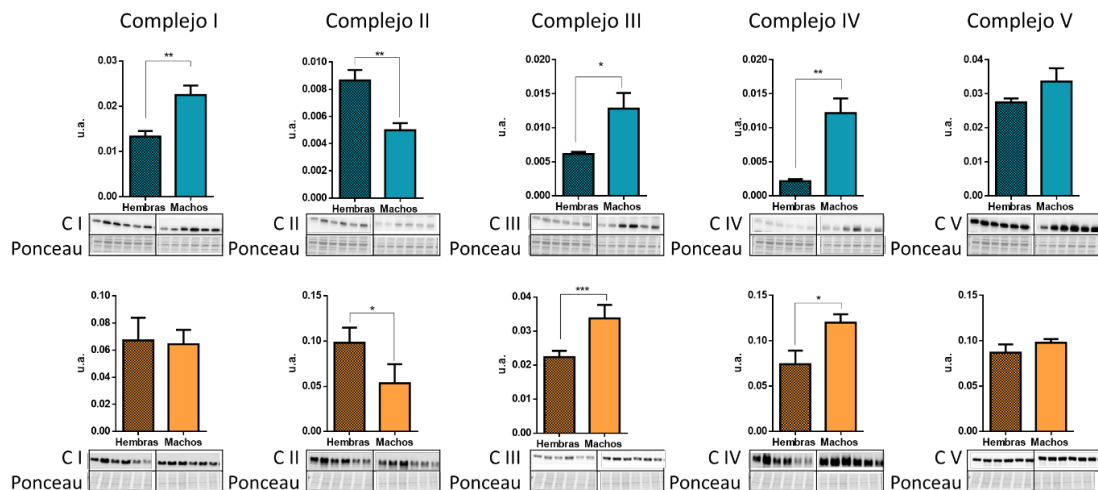 Complejo I Complejo II Complejo III Complejo IV Complejo V
** ** * **
u.a. 0.03 0.02 0.01 0.00
u.a. 0.010 0.008 0.006 0.004 0.002 0.000
u.a. 0.020 0.015 0.010 0.005 0.000
u.a. 0.020 0.015 0.010 0.005 0.000
u.a. 0.04 0.03 0.02 0.01 0.00
Hembras Machos Hembras Machos Hembras Machos Hembras Machos Hembras Machos
C I C II C III C IV C V
Ponceau Ponceau Ponceau Ponceau Ponceau
* *** *
u.a. 0.10 0.08 0.06 0.04 0.02 0.00
u.a. 0.15 0.10 0.05 0.00
u.a. 0.04 0.03 0.02 0.01 0.00
u.a. 0.15 0.10 0.05 0.00
u.a. 0.15 0.10 0.05 0.00
Hembras Machos Hembras Machos Hembras Machos Hembras Machos Hembras Machos
C I C II C III C IV C V
Ponceau Ponceau Ponceau Ponceau Ponceau